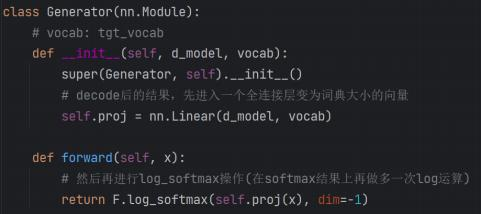 class Generator(nn.Module):
    # vocab: tgt_vocab
    def __init__(self, d_model, vocab):
        super(Generator, self).__init__()
        # decode后的结果，先进入一个全连接层变为词典大小的向量
        self.proj = nn.Linear(d_model, vocab)

    def forward(self, x):
        # 然后再进行log_softmax操作(在softmax结果上再做多一次log运算)
        return F.log_softmax(self.proj(x), dim=-1)